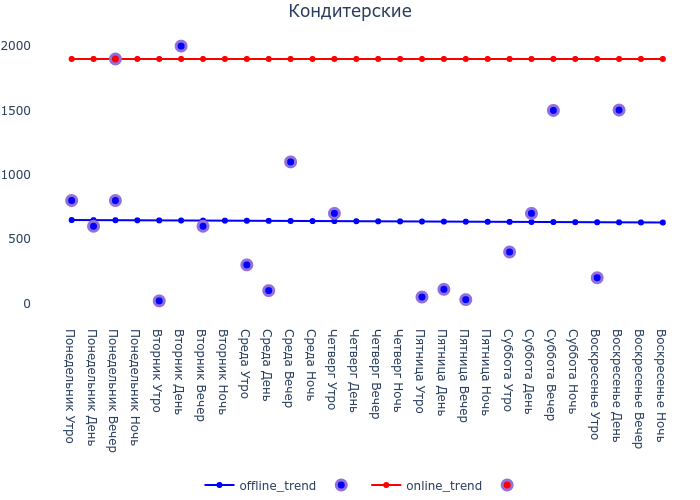 Кондитерские
2000
1500
1000
500
0
Понедельник Утро
Понедельник День
Понедельник Вечер
Понедельник Ночь
Вторник Утро
Вторник День
Вторник Вечер
Вторник Ночь
Среда Утро
Среда День
Среда Вечер
Среда Ночь
Четверг Утро
Четверг День
Четверг Вечер
Четверг Ночь
Пятница Утро
Пятница День
Пятница Вечер
Пятница Ночь
Суббота Утро
Суббота День
Суббота Вечер
Суббота Ночь
Воскресенье Утро
Воскресенье День
Воскресенье Вечер
Воскресенье Ночь
offline_trend online_trend